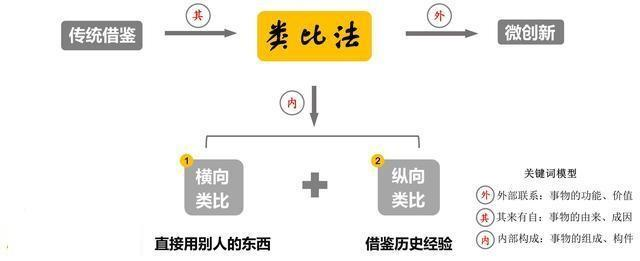 传统借鉴
其
类比法
外
微创新
内
1
横向
类比
2
纵向
类比
直接用别人的东西
借鉴历史经验
关键词模型
外 外部联系：事物的功能、价值
其 其来有自：事物的由来、成因
内 内部构成：事物的组成、构件